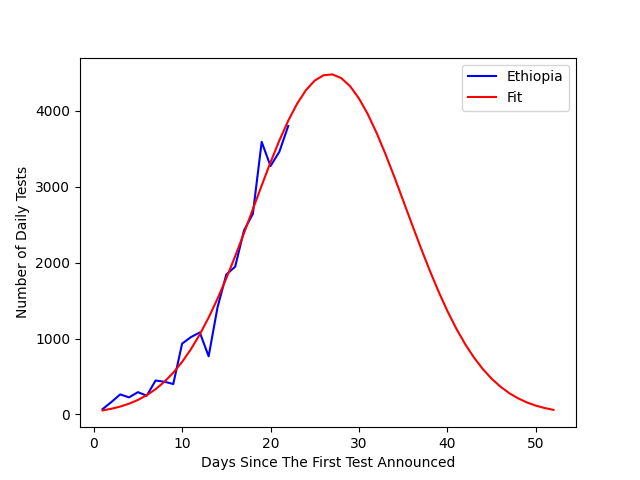 Ethiopia
Fit
4000
3000
2000
1000
0
Number of Daily Tests
0 10 20 30 40 50
Days Since The First Test Announced